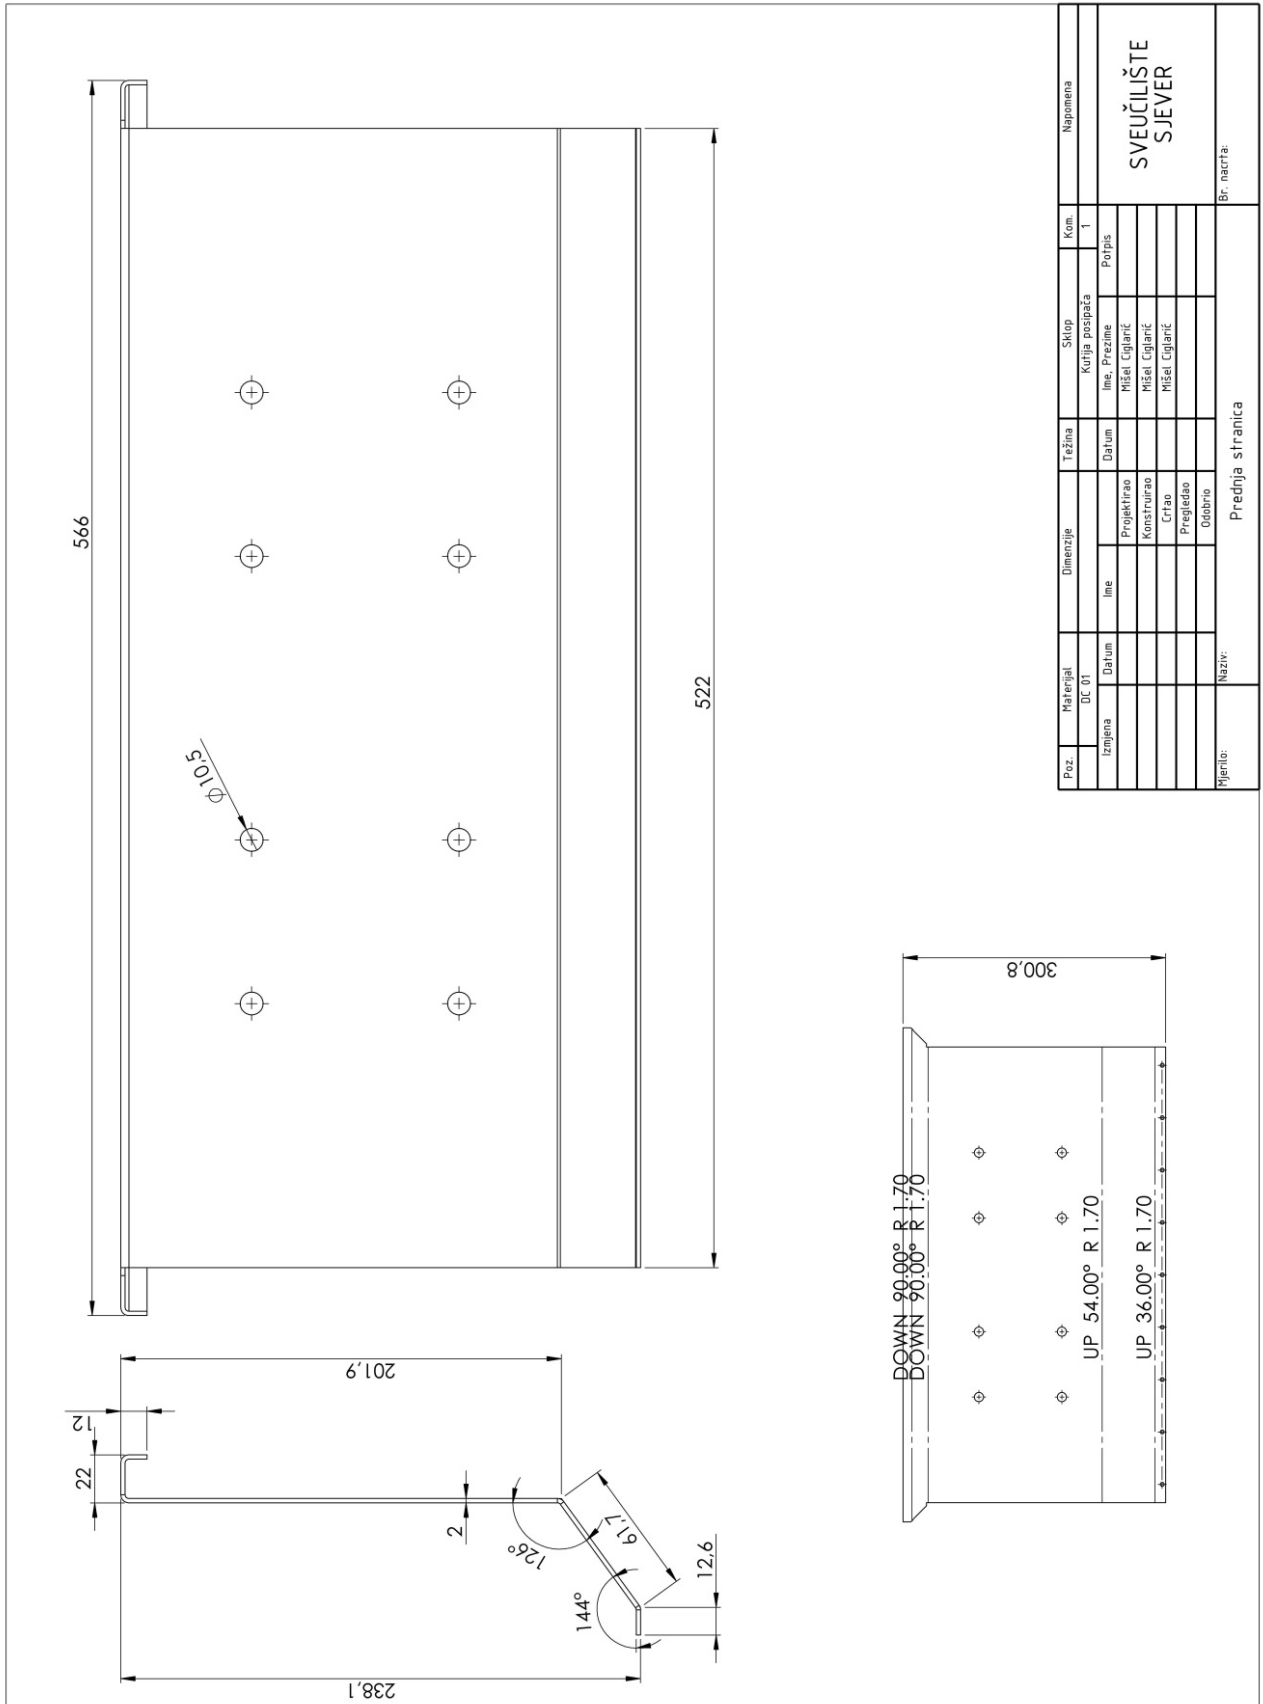 566
Ø 10,5
522
201,9
12
22
2
126°
61,7
144°
12,6
238,1
300,8
DOWN 90.00° R 1.70
DOWN 90.00° R 1.70
UP 54.00° R 1.70
UP 36.00° R 1.70
Poz.
Materijal
Dimenzije
Težina
Sklop
Kom.
Napomena
DC 01
Kutija posipača
1
Izmjena
Datum
Ime
Datum
Ime, Prezime
Potpis
SVEUČILIŠTE
SJEVER
Projektirao
Mišel Ciglarić
Konstruirao
Mišel Ciglarić
Crtao
Mišel Ciglarić
Pregledao
Odobrio
Mjerilo:
Naziv:
Prednja stranica
Br. nacrta: